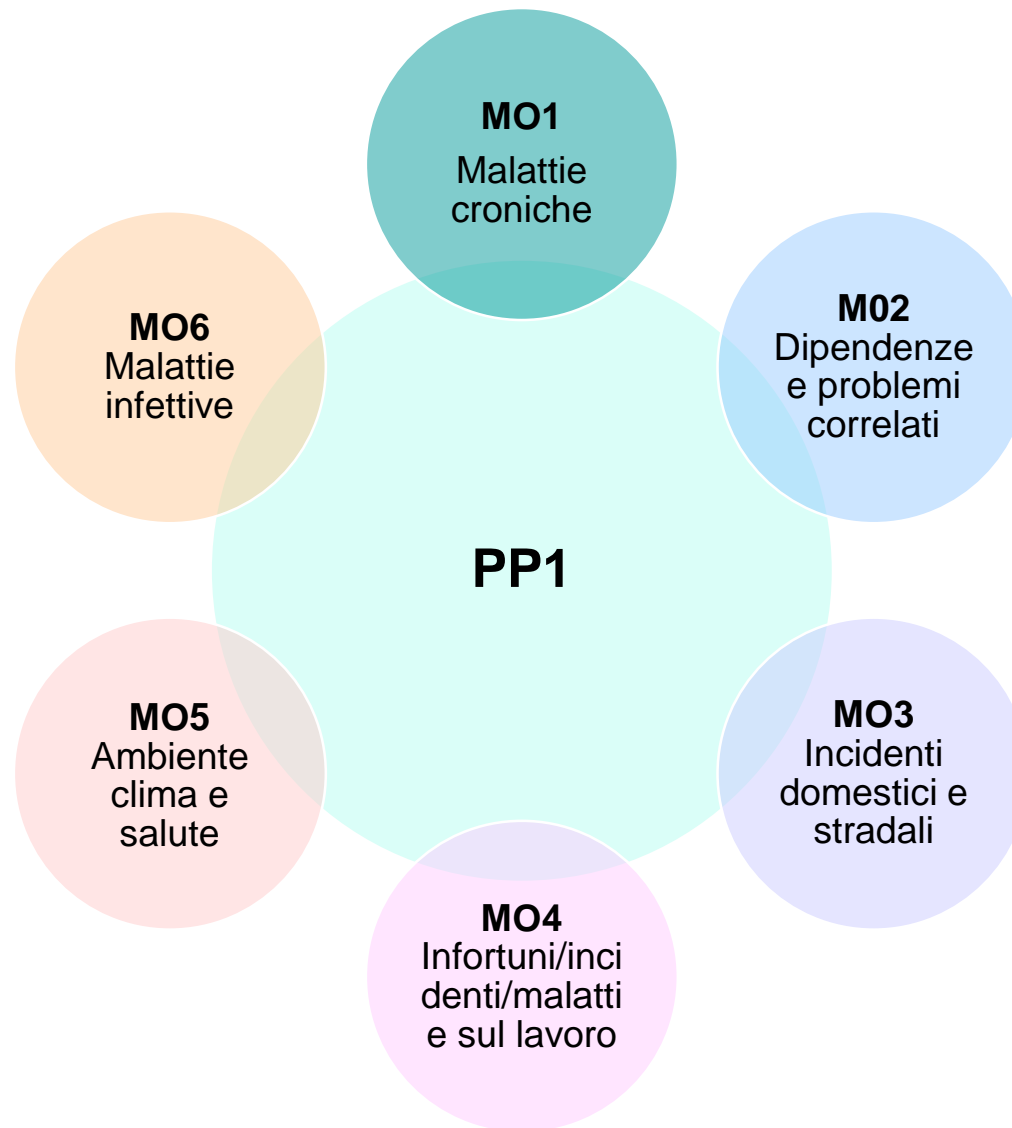 MO1
Malattie
croniche
M02
Dipendenze
e problemi
correlati
MO3
Incidenti
domestici e
stradali
MO4
Infortuni/inci
denti/malatti
e sul lavoro
MO5
Ambiente
clima e
salute
MO6
Malattie
infettive
PP1